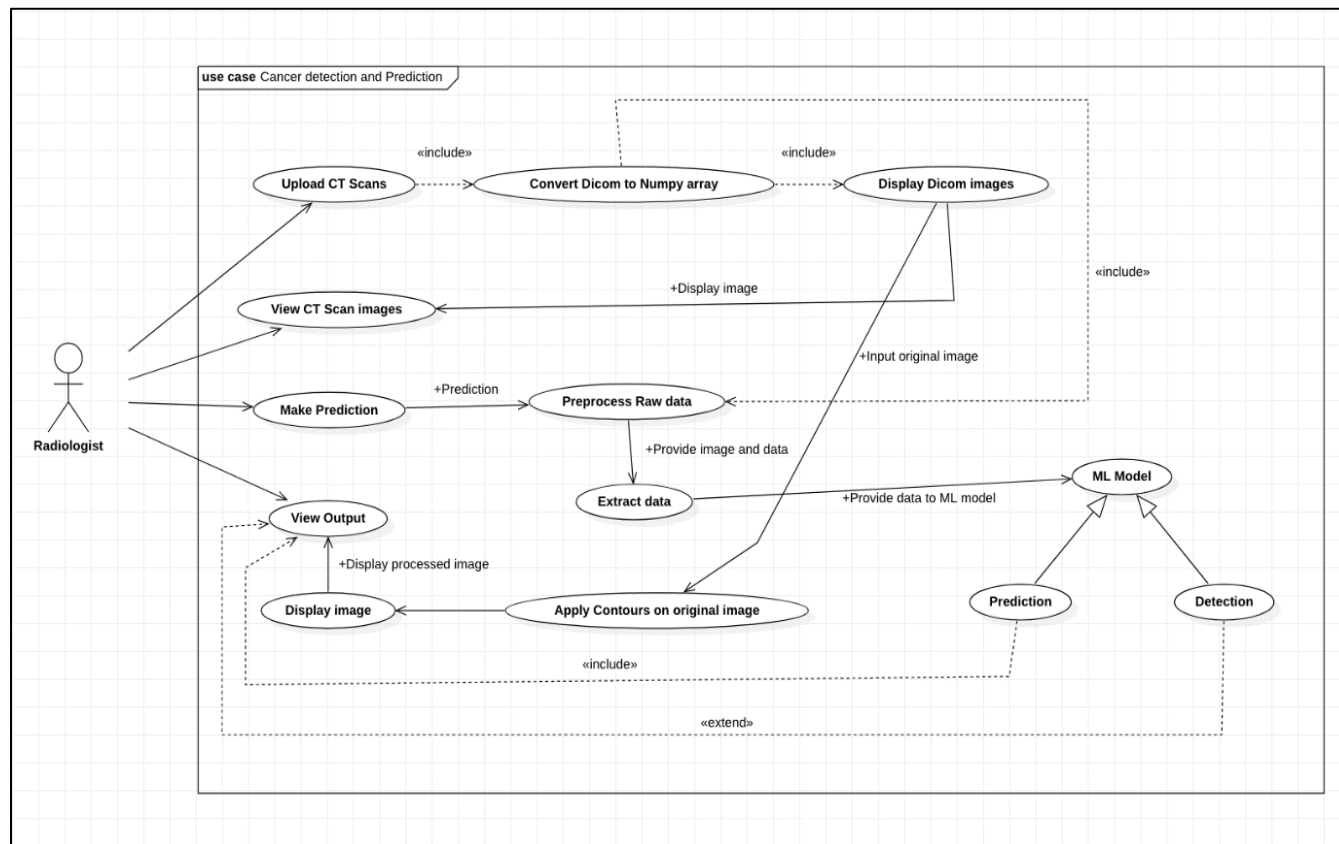 use case Cancer detection and Prediction
«include»
«include»
Upload CT Scans
Convert Dicom to Numpy array
Display Dicom images
«include»
+Display image
View CT Scan images
+Input original image
+Prediction
Make Prediction
Preprocess Raw data
Radiologist
+Provide image and data
ML Model
Extract data
+Provide data to ML model
View Output
+Display processed image
Display image
Apply Contours on original image
Prediction
Detection
«include»
«extend»